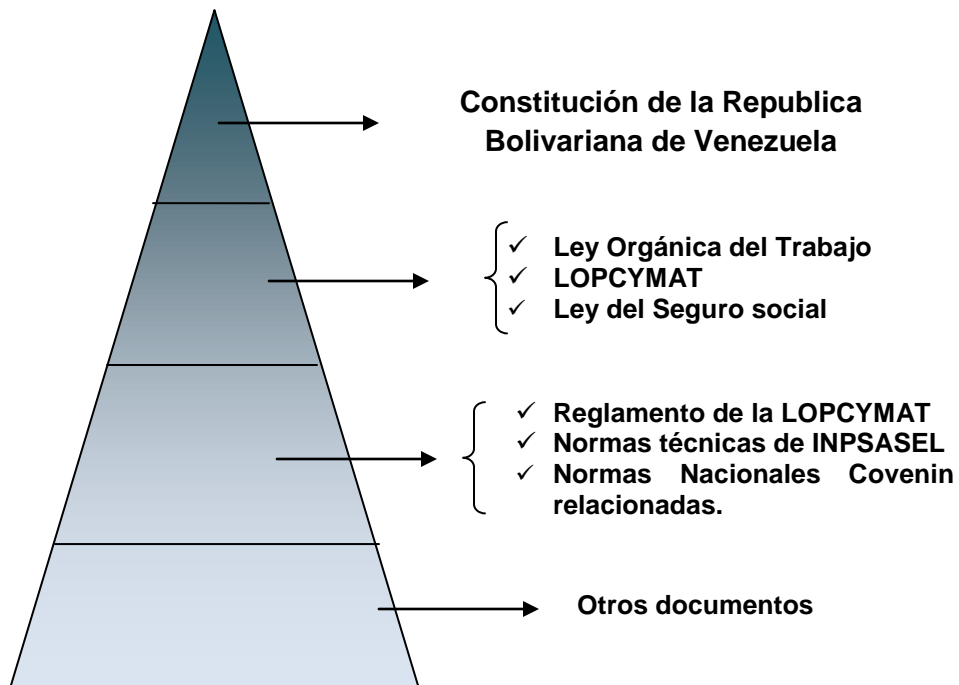 Constitución de la Republica
Bolivariana de Venezuela
✓ Ley Orgánica del Trabajo
✓ LOPCYMAT
✓ Ley del Seguro social
✓ Reglamento de la LOPCYMAT
✓ Normas técnicas de INPSASEL
✓ Normas Nacionales Covenin
relacionadas.
Otros documentos